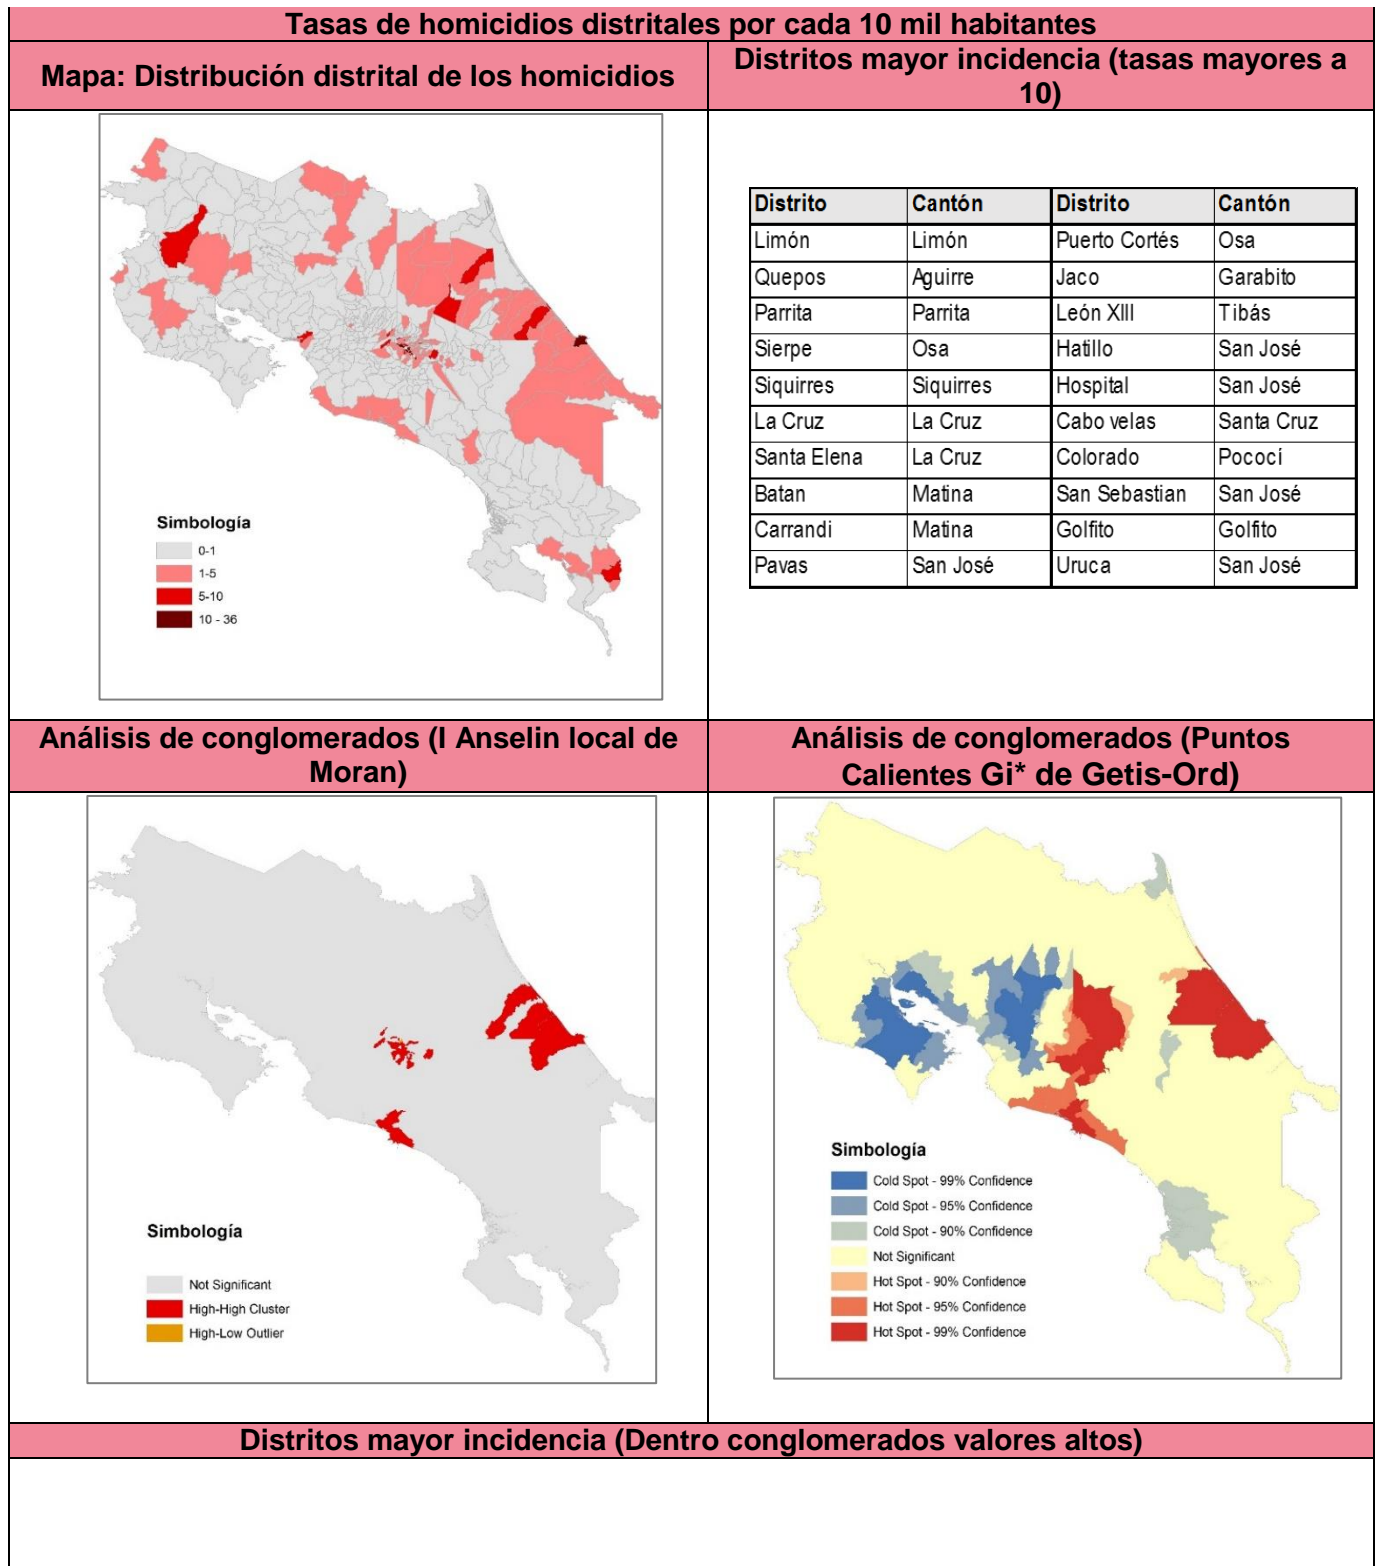 Tasas de homicidios distritales por cada 10 mil habitantes
Mapa: Distribución distrital de los homicidios
Distritos mayor incidencia (tasas mayores a
10)
Simbología
0-1
1-5
5-10
10 - 36
Distrito Cantón Distrito Cantón
Limón Limón Puerto Cortés Osa
Quepos Aguirre Jaco Garabito
Parrita Parrita León XIII Tibás
Sierpe Osa Hatillo San José
Siquirres Siquirres Hospital San José
La Cruz La Cruz Cabo velas Santa Cruz
Santa Elena La Cruz Colorado Pococí
Batan Matina San Sebastian San José
Carrandi Matina Golfito Golfito
Pavas San José Uruca San José
Análisis de conglomerados (I Anselin local de
Moran)
Análisis de conglomerados (Puntos
Calientes Gi* de Getis-Ord)
Simbología
Not Significant
High-High Cluster
High-Low Outlier
Simbología
Cold Spot - 99% Confidence
Cold Spot - 95% Confidence
Cold Spot - 90% Confidence
Not Significant
Hot Spot - 90% Confidence
Hot Spot - 95% Confidence
Hot Spot - 99% Confidence
Distritos mayor incidencia (Dentro conglomerados valores altos)